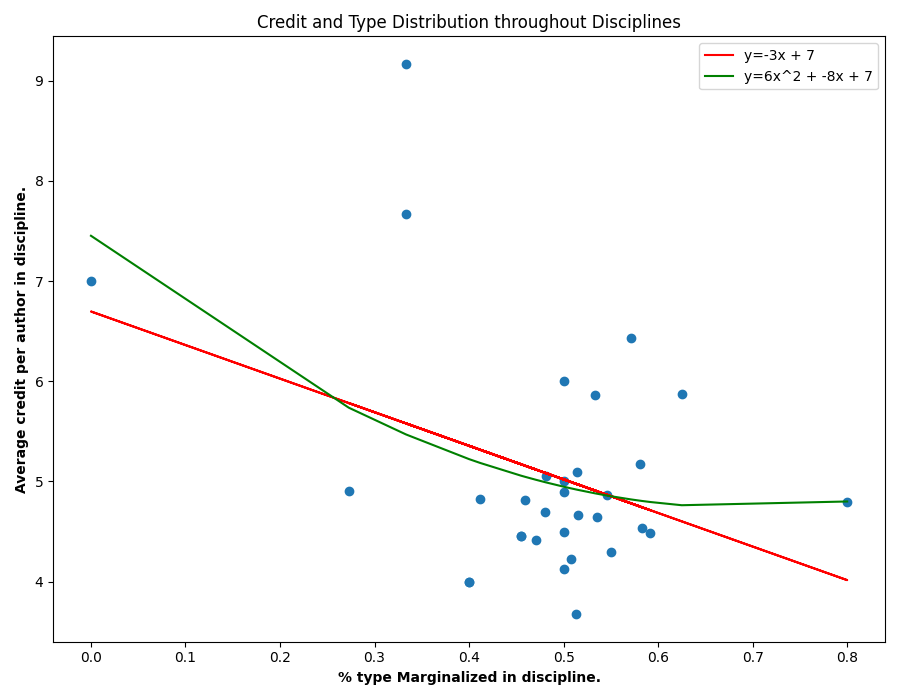 Credit and Type Distribution throughout Disciplines
y=-3x + 7
y=6x^2 + -8x + 7
Average credit per author in discipline.
9
8
7
6
5
4
0.0 0.1 0.2 0.3 0.4 0.5 0.6 0.7 0.8
% type Marginalized in discipline.